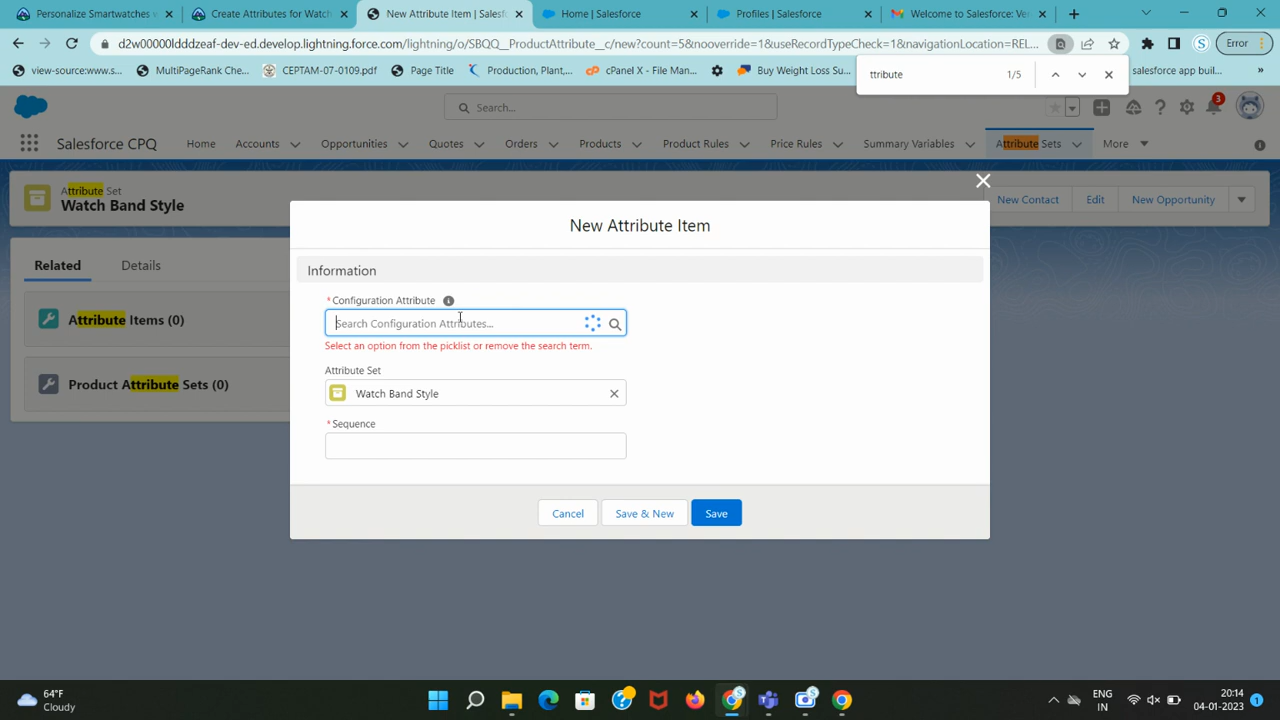 Personalize Smartwatches v
Create Attributes for Watch
New Attribute Item | Salesf
Home | Salesforce
Profiles | Salesforce
Welcome to Salesforce: Ver
d2w00000ldddzeaf-dev-ed.develop.lightning.force.com/lightning/o/SBQQ__ProductAttribute__c/new?count=5&nooverride=1&useRecordTypeCheck=1&navigationLocation=REL...
Error
view-source:www.s...
MultiPageRank Che...
CEPTAM-07-0109.pdf
Page Title
Production, Plant,...
cPanel X - File Man...
Buy Weight Loss Su...
salesforce app buil...
»
ttribute
1/5
Search...
3
Salesforce CPQ
Home
Accounts
Opportunities
Quotes
Orders
Products
Product Rules
Price Rules
Summary Variables
Attribute Sets
More
Attribute Set
Watch Band Style
New Contact
Edit
New Opportunity
New Attribute Item
Related
Details
Information
Attribute Items (0)
Product Attribute Sets (0)
*Configuration Attribute
Search Configuration Attributes...
Select an option from the picklist or remove the search term.
Attribute Set
Watch Band Style
*Sequence
Cancel
Save & New
Save
64°F
Cloudy
ENG
IN
20:14
04-01-2023
1